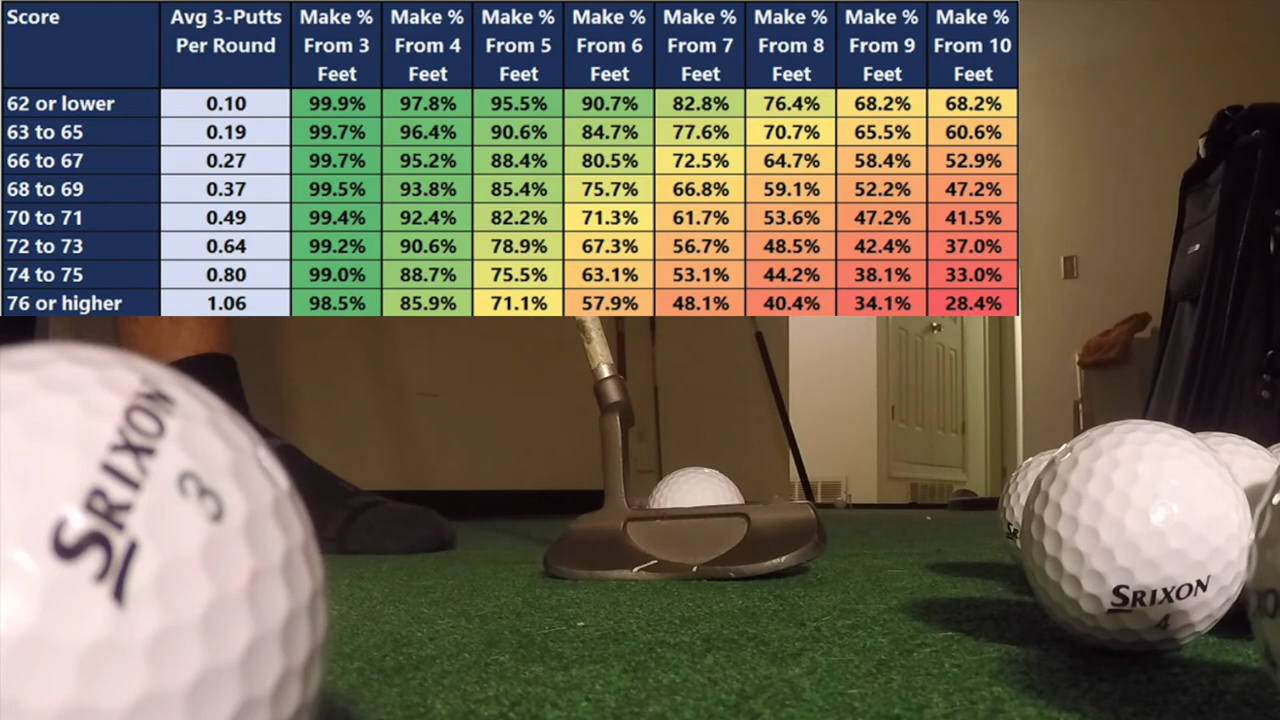 Score Avg 3-Putts Per Round Make % From 3 Feet Make % From 4 Feet Make % From 5 Feet Make % From 6 Feet Make % From 7 Feet Make % From 8 Feet Make % From 9 Feet Make % From 10 Feet
62 or lower 0.10 99.9% 97.8% 95.5% 90.7% 82.8% 76.4% 68.2% 68.2%
63 to 65 0.19 99.7% 96.4% 90.6% 84.7% 77.6% 70.7% 65.5% 60.6%
66 to 67 0.27 99.7% 95.2% 88.4% 80.5% 72.5% 64.7% 58.4% 52.9%
68 to 69 0.37 99.5% 93.8% 85.4% 75.7% 66.8% 59.1% 52.2% 47.2%
70 to 71 0.49 99.4% 92.4% 82.2% 71.3% 61.7% 53.6% 47.2% 41.5%
72 to 73 0.64 99.2% 90.6% 78.9% 67.3% 56.7% 48.5% 42.4% 37.0%
74 to 75 0.80 99.0% 88.7% 75.5% 63.1% 53.1% 44.2% 38.1% 33.0%
76 or higher 1.06 98.5% 85.9% 71.1% 57.9% 48.1% 40.4% 34.1% 28.4%
SRIXON
3
SRIXON
4